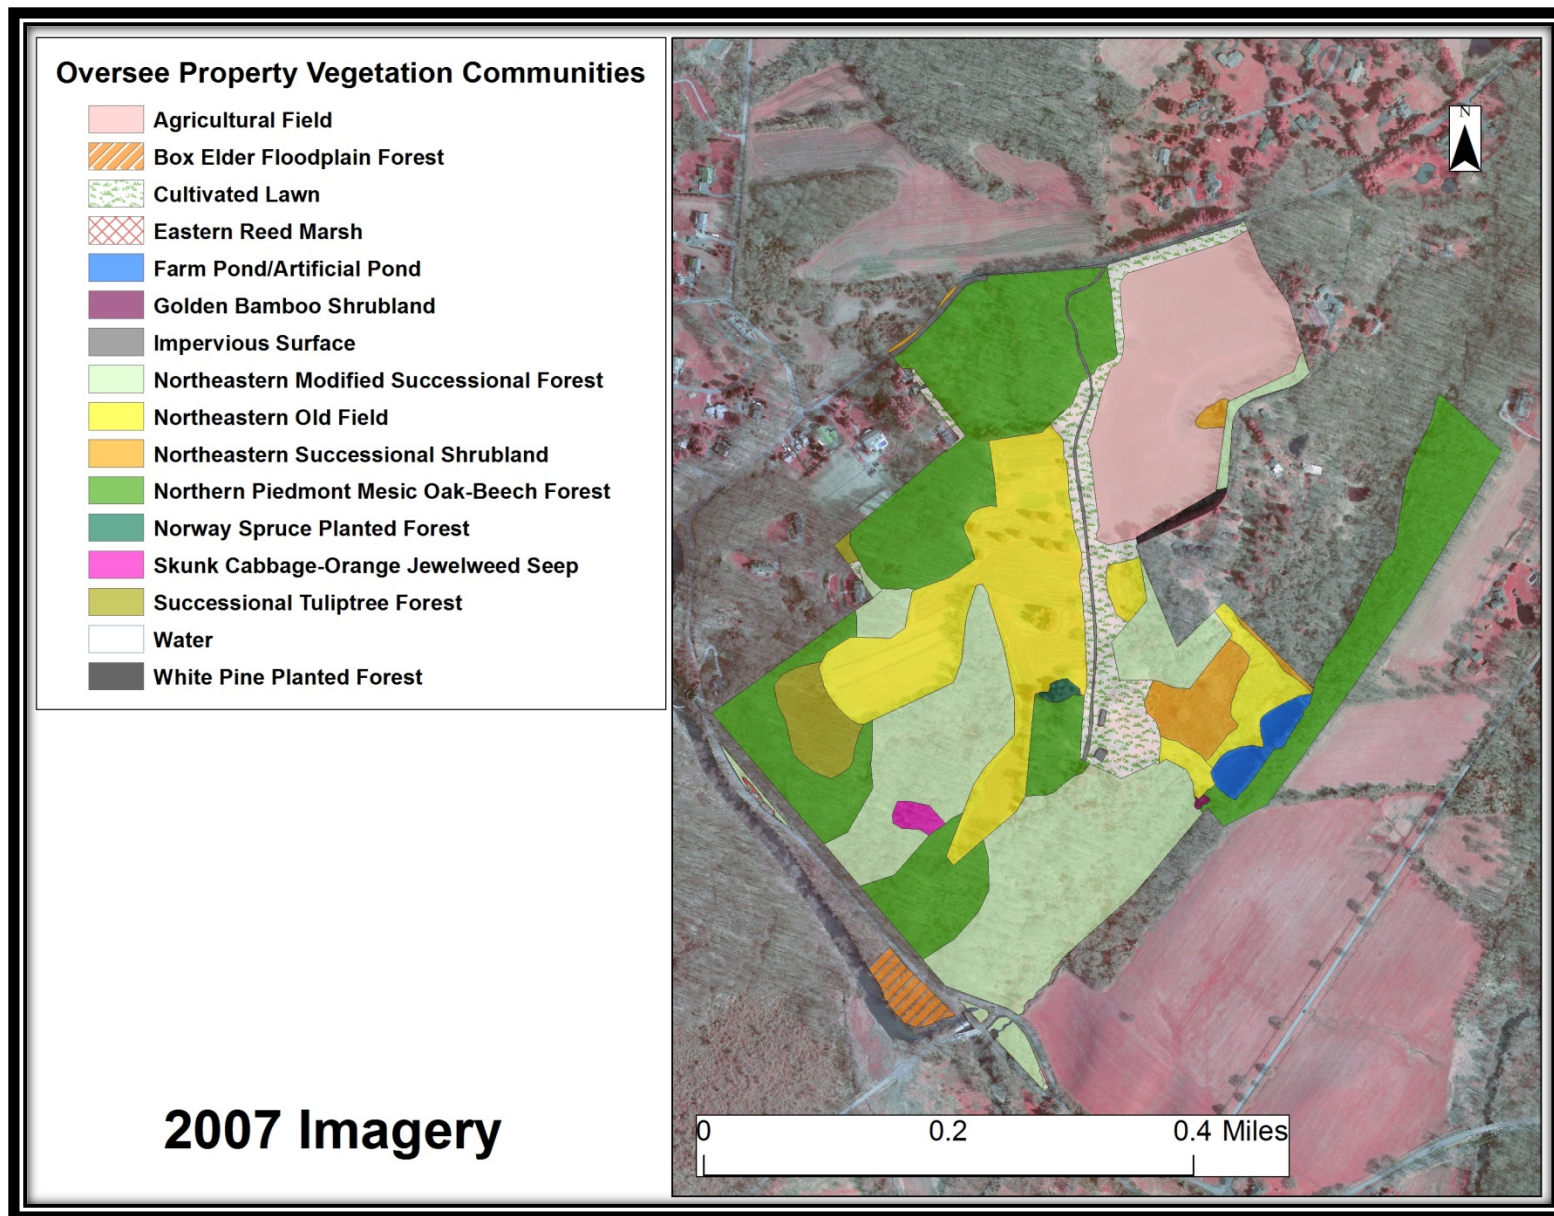 Oversee Property Vegetation Communities
Agricultural Field
Box Elder Floodplain Forest
Cultivated Lawn
Eastern Reed Marsh
Farm Pond/Artificial Pond
Golden Bamboo Shrubland
Impervious Surface
Northeastern Modified Successional Forest
Northeastern Old Field
Northeastern Successional Shrubland
Northern Piedmont Mesic Oak-Beech Forest
Norway Spruce Planted Forest
Skunk Cabbage-Orange Jewelweed Seep
Successional Tuliptree Forest
Water
White Pine Planted Forest
2007 Imagery
N
0 0.2 0.4 Miles